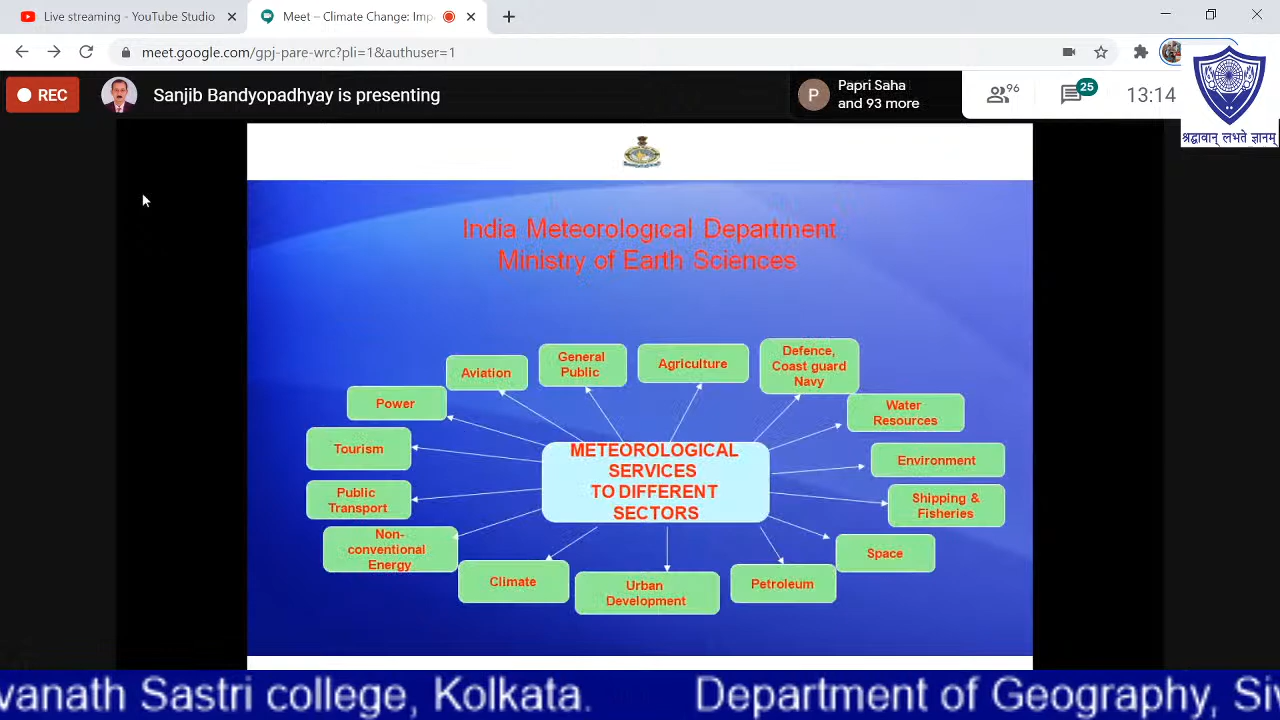 Live streaming - YouTube Studio
Meet – Climate Change: Imp
meet.google.com/gpj-pare-wrc?pli=1&authuser=1
REC
Sanjib Bandyopadhyay is presenting
P
Papri Saha
and 93 more
96
25
13:14
श्रद्धावान् लभते ज्ञानम्
India Meteorological Department
Ministry of Earth Sciences
Aviation
General
Public
Agriculture
Defence,
Coast guard
Navy
Power
Water
Resources
Tourism
METEOROLOGICAL
SERVICES
TO DIFFERENT
SECTORS
Environment
Public
Transport
Shipping &
Fisheries
Non-
conventional
Energy
Space
Climate
Urban
Development
Petroleum
vanath Sastri college, Kolkata. Department of Geography, Siv